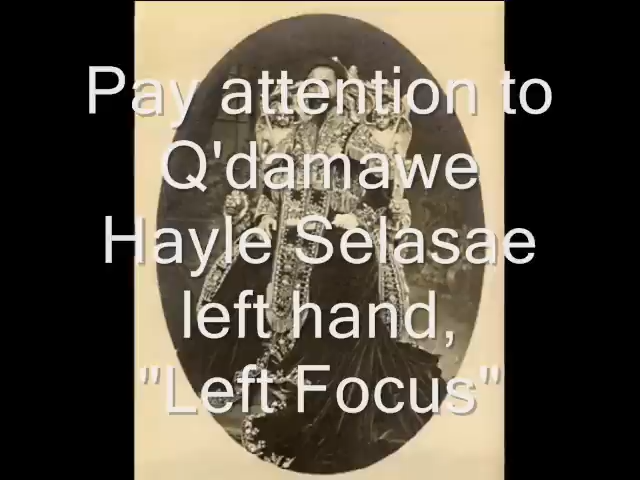 Pay attention to
Q'damawe
Hayle Selasae
left hand,
"Left Focus"